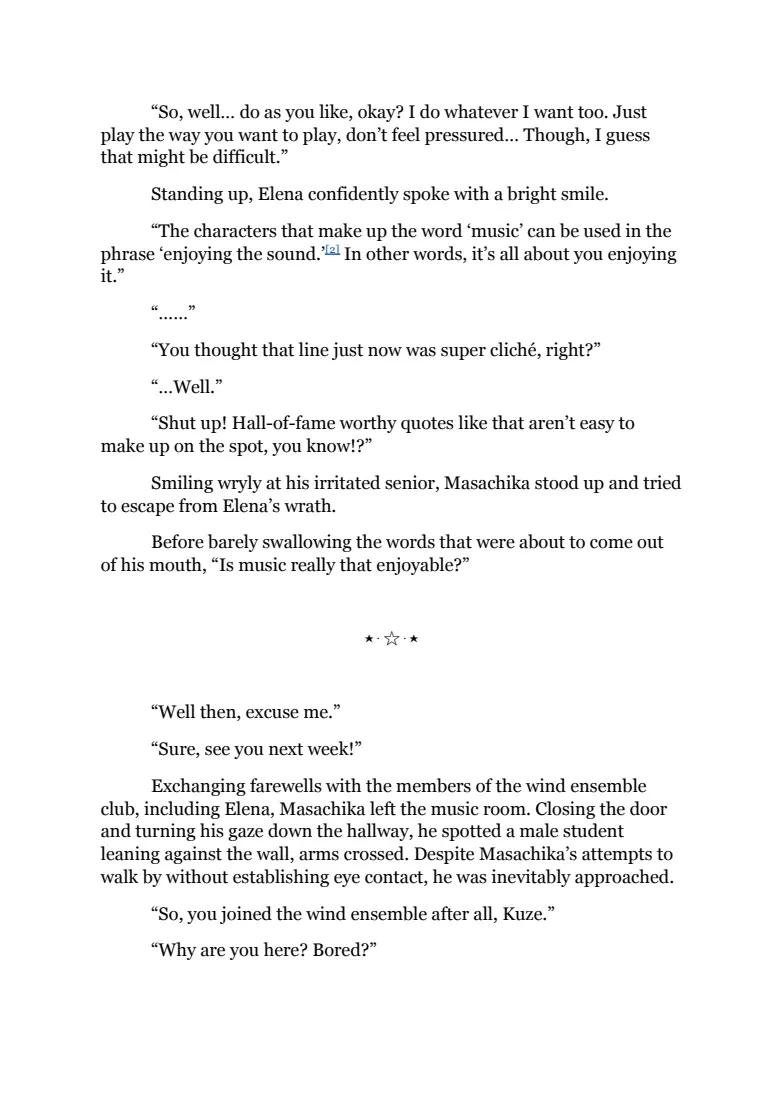 “So, well… do as you like, okay? I do whatever I want too. Just
play the way you want to play, don’t feel pressured… Though, I guess
that might be difficult.”
Standing up, Elena confidently spoke with a bright smile.
“The characters that make up the word ‘music’ can be used in the
phrase ‘enjoying the sound.’[2] In other words, it’s all about you enjoying
it.”
“……”
“You thought that line just now was super cliché, right?”
“…Well.”
“Shut up! Hall-of-fame worthy quotes like that aren’t easy to
make up on the spot, you know!?”
Smiling wryly at his irritated senior, Masachika stood up and tried
to escape from Elena’s wrath.
Before barely swallowing the words that were about to come out
of his mouth, “Is music really that enjoyable?”
⋆·☆·⋆
“Well then, excuse me.”
“Sure, see you next week!”
Exchanging farewells with the members of the wind ensemble
club, including Elena, Masachika left the music room. Closing the door
and turning his gaze down the hallway, he spotted a male student
leaning against the wall, arms crossed. Despite Masachika’s attempts to
walk by without establishing eye contact, he was inevitably approached.
“So, you joined the wind ensemble after all, Kuze.”
“Why are you here? Bored?”